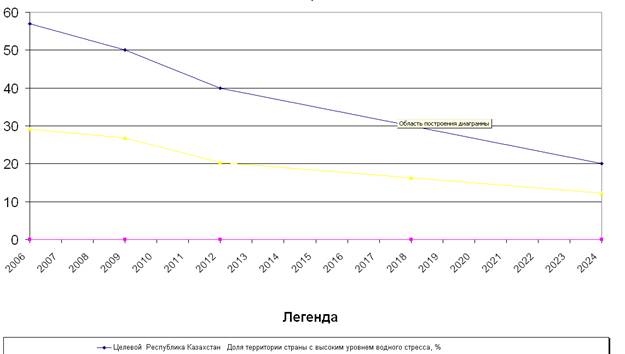 60
50
40
30
20
10
0
Область построения диаграммы
2006 2007 2008 2009 2010 2011 2012 2013 2014 2015 2016 2017 2018 2019 2020 2021 2022 2023 2024
Легенда
Целевой Республика Казахстан Доля территории страны с высоким уровнем водного стресса, %